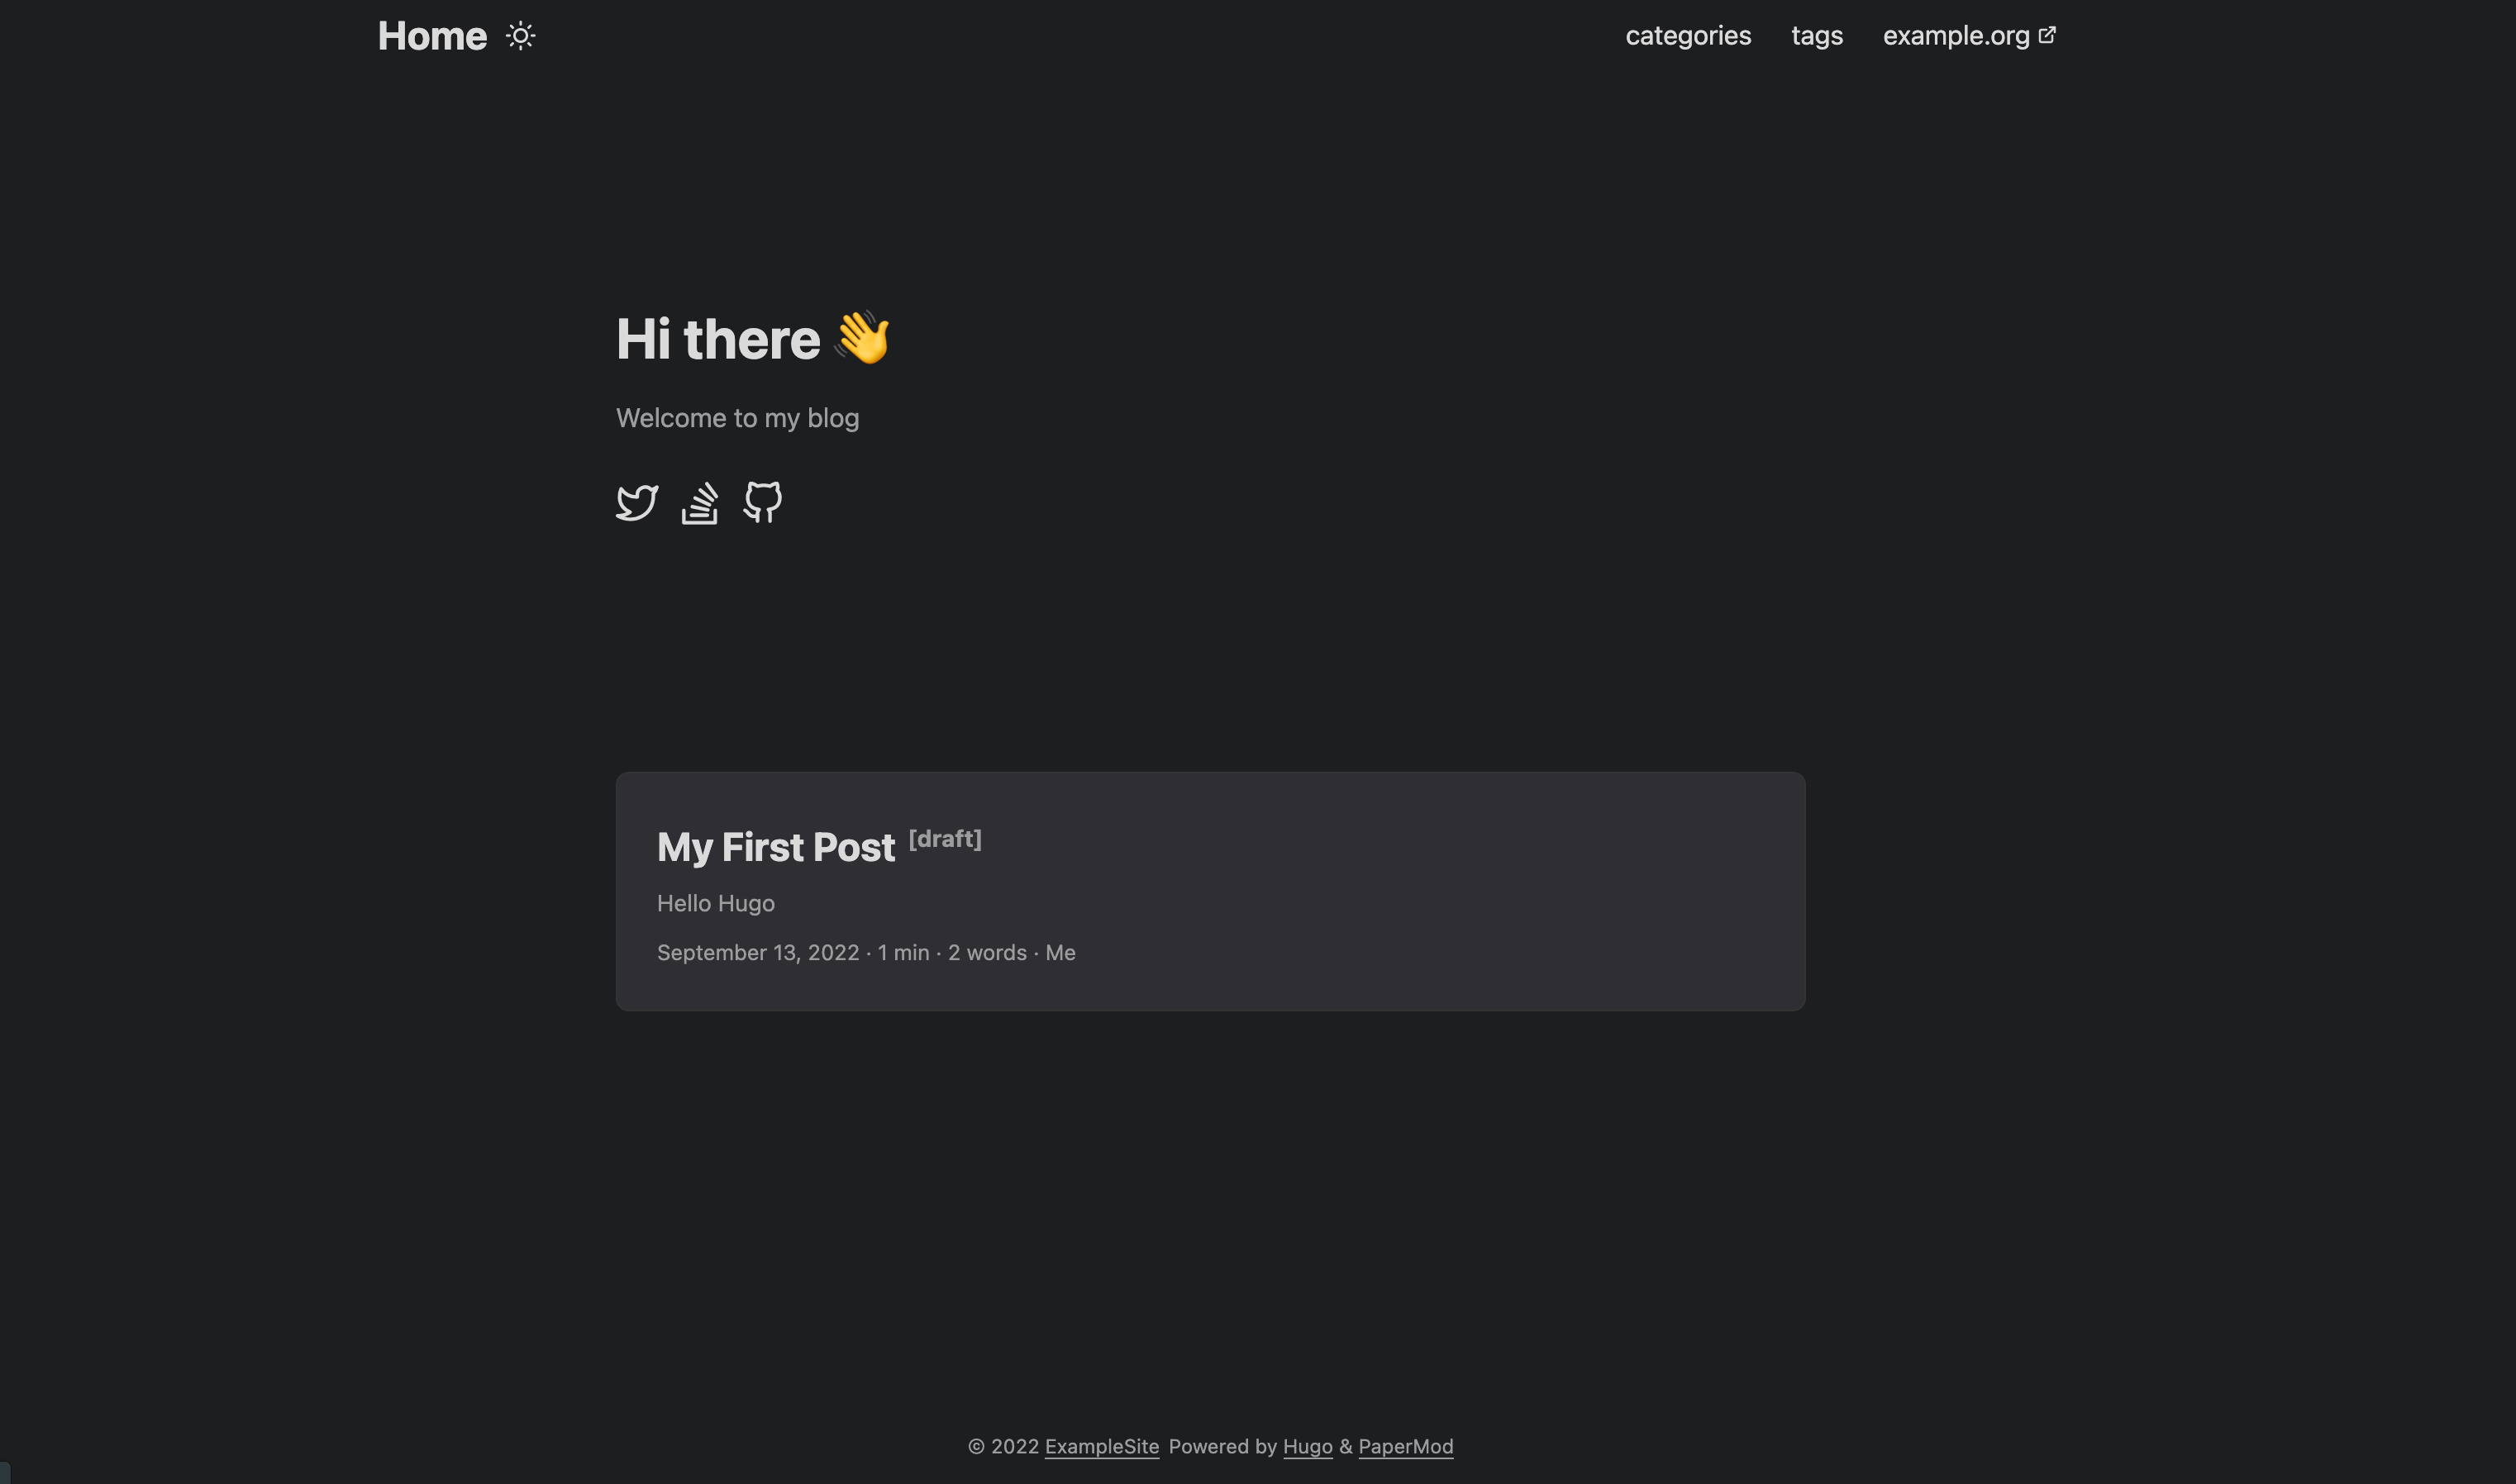 Home categories tags example.org
Hi there 👋
Welcome to my blog
My First Post [draft]
Hello Hugo
September 13, 2022 · 1 min · 2 words · Me
© 2022 ExampleSite Powered by Hugo & PaperMod